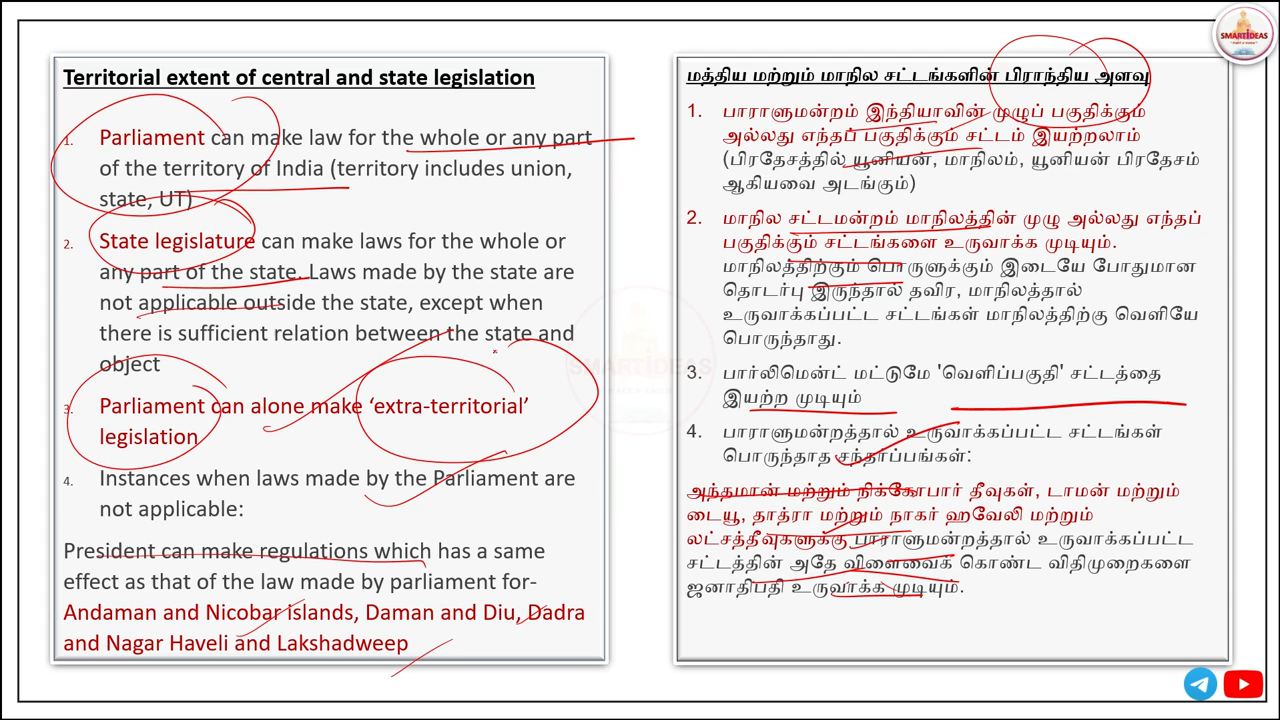 SMARTIDEAS
Territorial extent of central and state legislation
1. Parliament can make law for the whole or any part
of the territory of India (territory includes union,
state, UT)
2. State legislature can make laws for the whole or
any part of the state. Laws made by the state are
not applicable outside the state, except when
there is sufficient relation between the state and
object
3. Parliament can alone make ‘extra-territorial’
legislation
4. Instances when laws made by the Parliament are
not applicable:
President can make regulations which has a same
effect as that of the law made by parliament for-
Andaman and Nicobar islands, Daman and Diu, Dadra
and Nagar Haveli and Lakshadweep
மத்திய மற்றும் மாநில சட்டங்களின் பிராந்திய அளவு
1. பாராளுமன்றம் இந்தியாவின் முழுப் பகுதிக்கும்
அல்லது எந்தப் பகுதிக்கும் சட்டம் இயற்றலாம்
(பிரதேசத்தில் யூனியன், மாநிலம், யூனியன் பிரதேசம்
ஆகியவை அடங்கும்)
2. மாநில சட்டமன்றம் மாநிலத்தின் முழு அல்லது எந்தப்
பகுதிக்கும் சட்டங்களை உருவாக்க முடியும்.
மாநிலத்திற்கும் பொருளுக்கும் இடையே போதுமான
தொடர்பு இருந்தால் தவிர, மாநிலத்தால்
உருவாக்கப்பட்ட சட்டங்கள் மாநிலத்திற்கு வெளியே
பொருந்தாது.
3. பார்லிமென்ட் மட்டுமே 'வெளிப்பகுதி' சட்டத்தை
இயற்ற முடியும்
4. பாராளுமன்றத்தால் உருவாக்கப்பட்ட சட்டங்கள்
பொருந்தாத சந்தர்ப்பங்கள்:
அந்தமான் மற்றும் நிக்கோபார் தீவுகள், டாமன் மற்றும்
டையூ, தாத்ரா மற்றும் நாகர் ஹவேலி மற்றும்
லட்சத்தீவுகளுக்கு பாராளுமன்றத்தால் உருவாக்கப்பட்ட
சட்டத்தின் அதே விளைவைக் கொண்ட விதிமுறைகளை
ஜனாதிபதி உருவாக்க முடியும்.
SMARTIDEAS